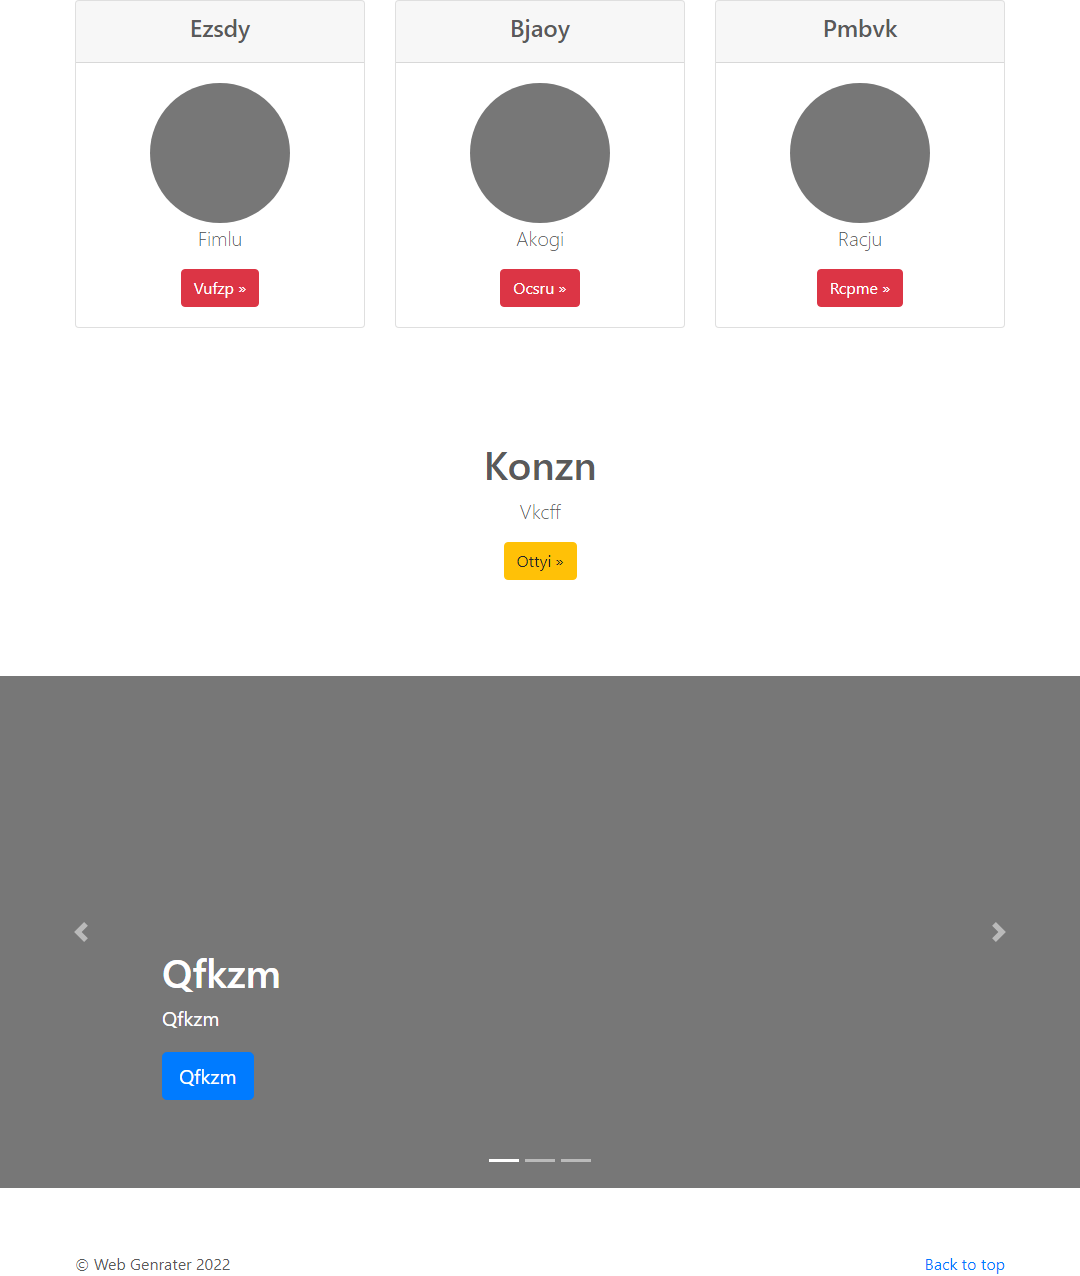 Ezsdy
Bjaoy
Pmbvk
Fimlu
Akogi
Racju
Vufzp »
Ocsru »
Rcpme »
Konzn
Vkcff
Ottyi »
Qfkzm
Qfkzm
Qfkzm
© Web Genrater 2022
Back to top